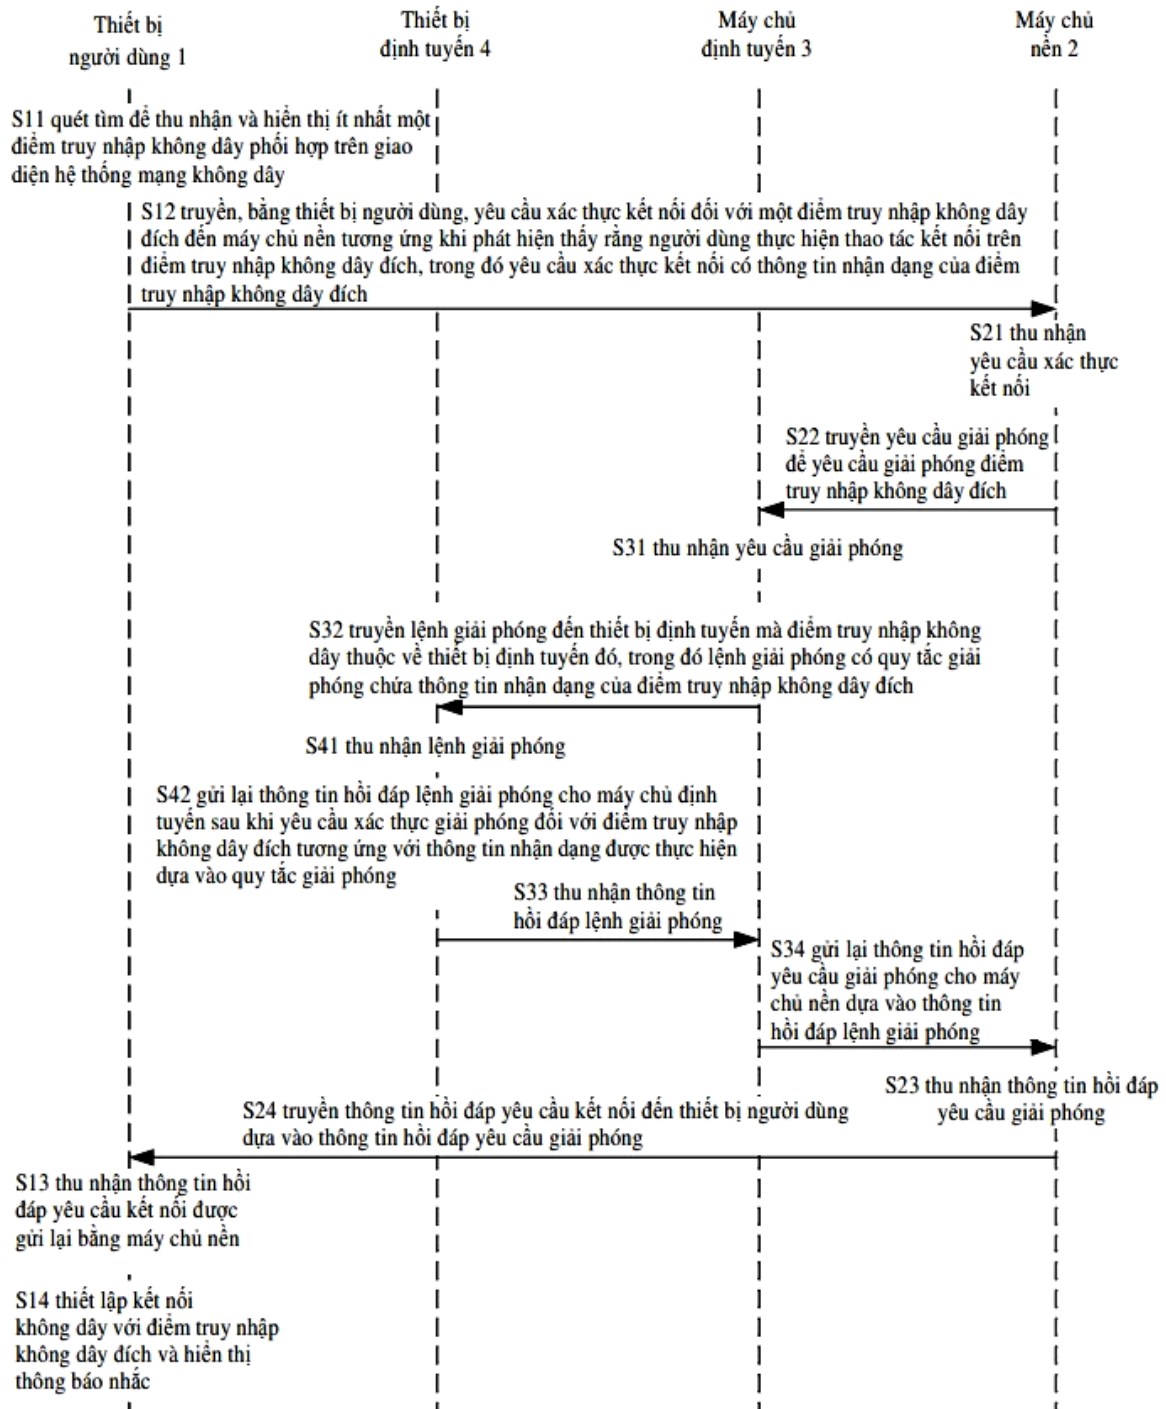 Thiết bị
người dùng 1
Thiết bị
định tuyến 4
Máy chủ
định tuyến 3
Máy chủ
nền 2
S11 quét tìm để thu nhận và hiển thị ít nhất một
điểm truy nhập không dây phối hợp trên giao
diện hệ thống mạng không dây
S12 truyền, bằng thiết bị người dùng, yêu cầu xác thực kết nối đối với một điểm truy nhập không dây
đích đến máy chủ nền tương ứng khi phát hiện thấy rằng người dùng thực hiện thao tác kết nối trên
điểm truy nhập không dây đích, trong đó yêu cầu xác thực kết nối có thông tin nhận dạng của điểm
truy nhập không dây đích
S21 thu nhận
yêu cầu xác thực
kết nối
S22 truyền yêu cầu giải phóng
để yêu cầu giải phóng điểm
truy nhập không dây đích
S31 thu nhận yêu cầu giải phóng
S32 truyền lệnh giải phóng đến thiết bị định tuyến mà điểm truy nhập không
dây thuộc về thiết bị định tuyến đó, trong đó lệnh giải phóng có quy tắc giải
phóng chứa thông tin nhận dạng của điểm truy nhập không dây đích
S41 thu nhận lệnh giải phóng
S42 gửi lại thông tin hồi đáp lệnh giải phóng cho máy chủ định
tuyến sau khi yêu cầu xác thực giải phóng đối với điểm truy nhập
không dây đích tương ứng với thông tin nhận dạng được thực hiện
dựa vào quy tắc giải phóng
S33 thu nhận thông tin
hồi đáp lệnh giải phóng
S34 gửi lại thông tin hồi đáp
yêu cầu giải phóng cho máy
chủ nền dựa vào thông tin
hồi đáp lệnh giải phóng
S23 thu nhận thông tin hồi đáp
yêu cầu giải phóng
S24 truyền thông tin hồi đáp yêu cầu kết nối đến thiết bị người dùng
dựa vào thông tin hồi đáp yêu cầu giải phóng
S13 thu nhận thông tin hồi
đáp yêu cầu kết nối được
gửi lại bằng máy chủ nền
S14 thiết lập kết nối
không dây với điểm truy nhập
không dây đích và hiển thị
thông báo nhắc